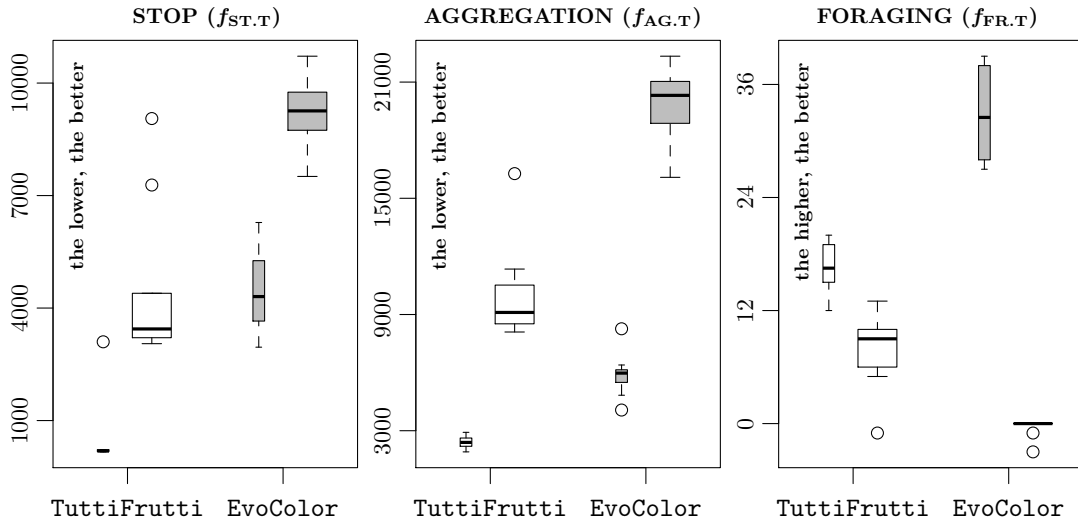 STOP (fST.T)
the lower, the better
10000
7000
4000
1000
TuttiFrutti EvoColor
AGGREGATION (fAG.T)
the lower, the better
21000
15000
9000
3000
TuttiFrutti EvoColor
FORAGING (fFR.T)
the higher, the better
36
24
12
0
TuttiFrutti EvoColor